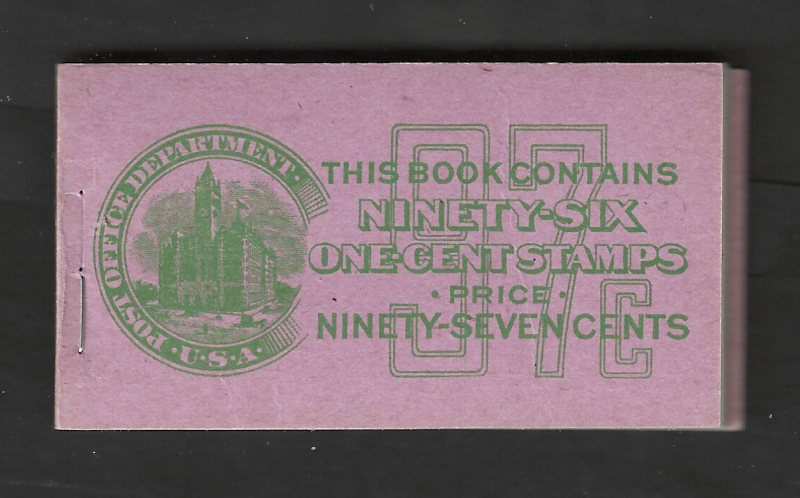 POST OFFICE DEPARTMENT
· U·S·A·
97c
THIS BOOK CONTAINS
NINETY-SIX
ONE-CENT STAMPS
· PRICE ·
NINETY-SEVEN CENTS